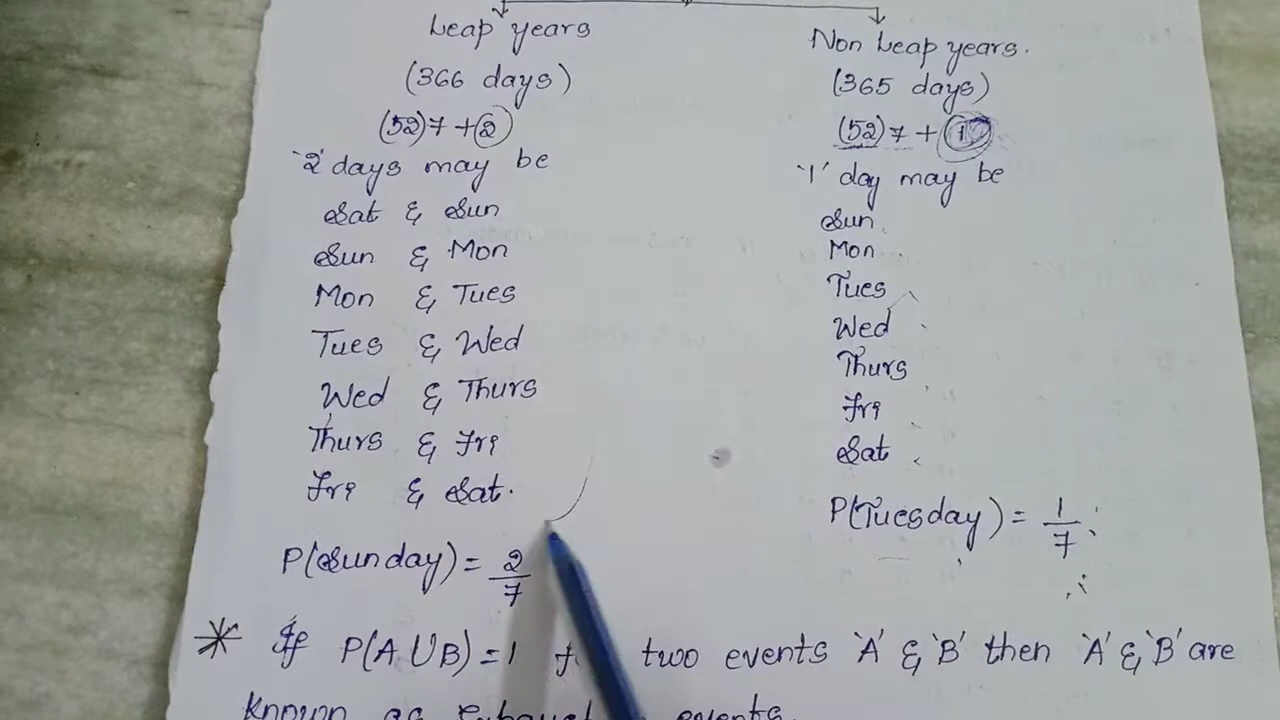 Leap years
(366 days)
(52)7 + 2
'2' days may be
Sat & Sun
Sun & Mon
Mon & Tues
Tues & Wed
Wed & Thurs
Thurs & Fri
Fri & Sat.
P(Sunday) = 2/7
Non Leap years.
(365 days)
(52)7 + 1
'1' day may be
Sun
Mon
Tues
Wed
Thurs
Fri
Sat
P(Tuesday) = 1/7
* If P(A ∪ B) = 1 two events 'A' & 'B' then 'A' & 'B' are
known as events.